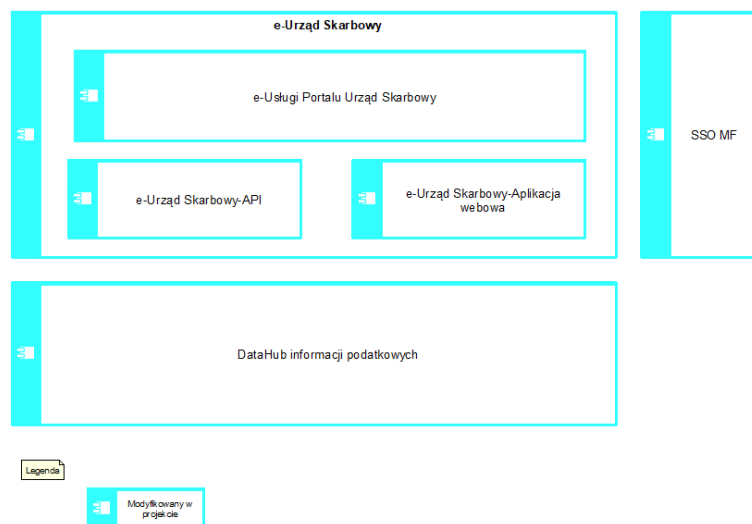 e-Urząd Skarbowy
e-Usługi Portalu Urząd Skarbowy
SSO MF
e-Urząd Skarbowy-API
e-Urząd Skarbowy-Aplikacja
webowa
DataHub informacji podatkowych
Legenda
Modyfikowany w
projekcie